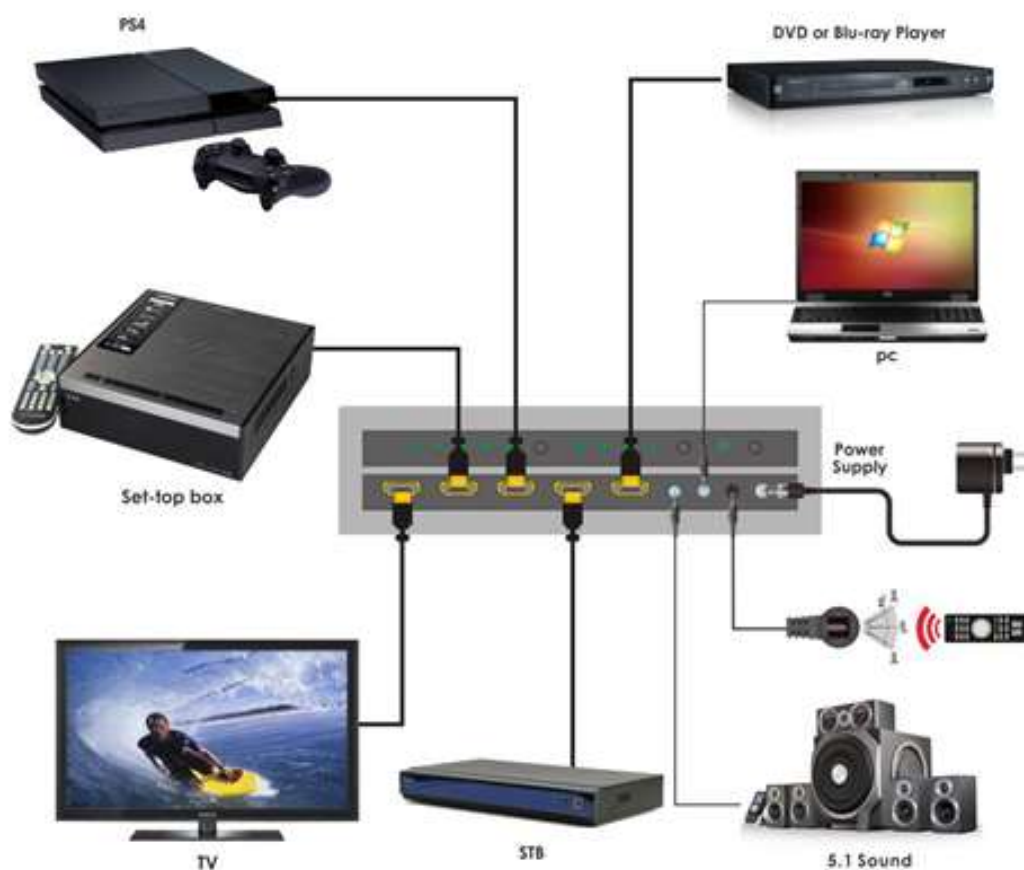 PS4
DVD or Blu-ray Player
pc
Set-top box
Power
Supply
TV
STB
5.1 Sound